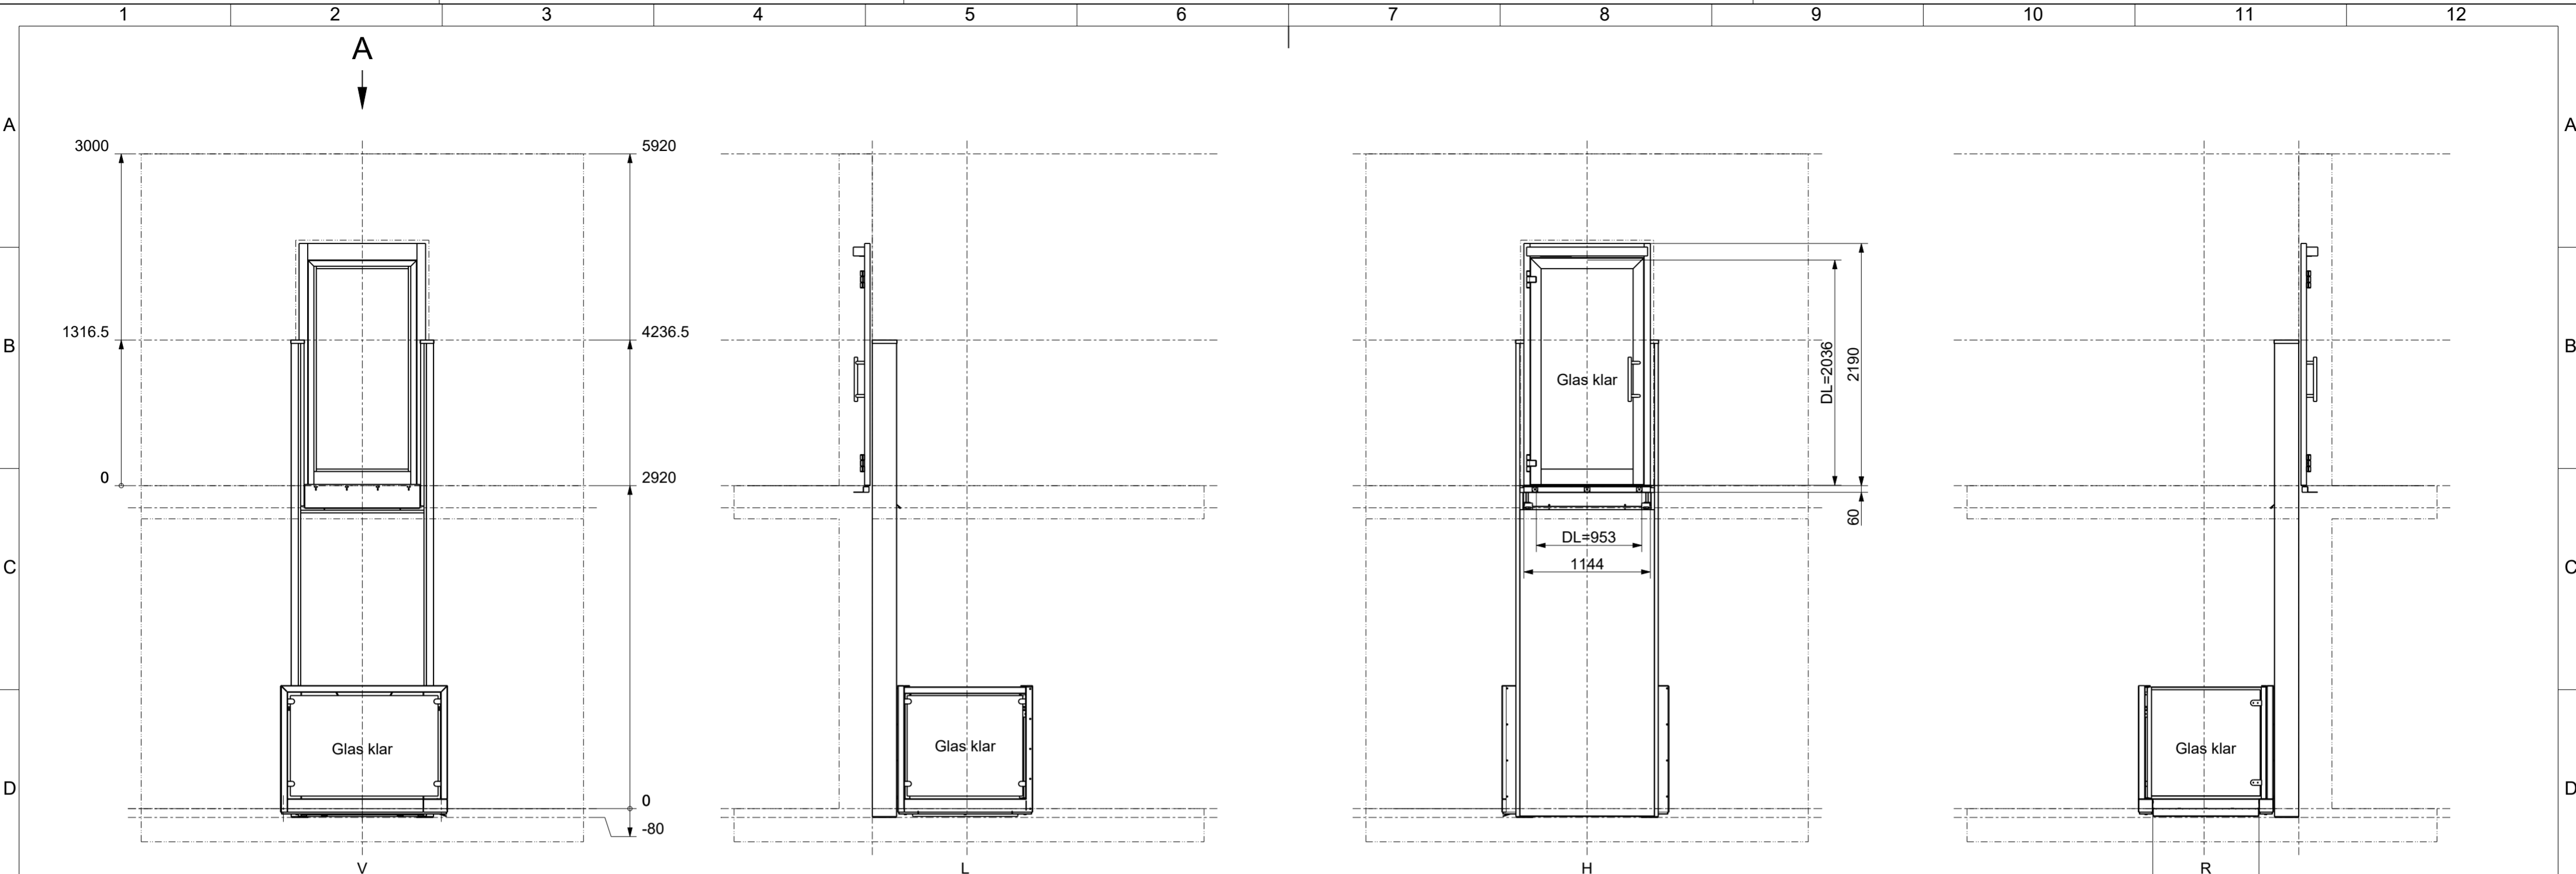 1 2 3 4 5 6 7 8 9 10 11 12
A
A A
3000 5920
1316.5 4236.5
B B
DL=2036
2190
Glas klar
0 2920
60
DL=953
1144
C C
Glas klar
Glas klar
Glas klar
D D
0
-80
V L H R